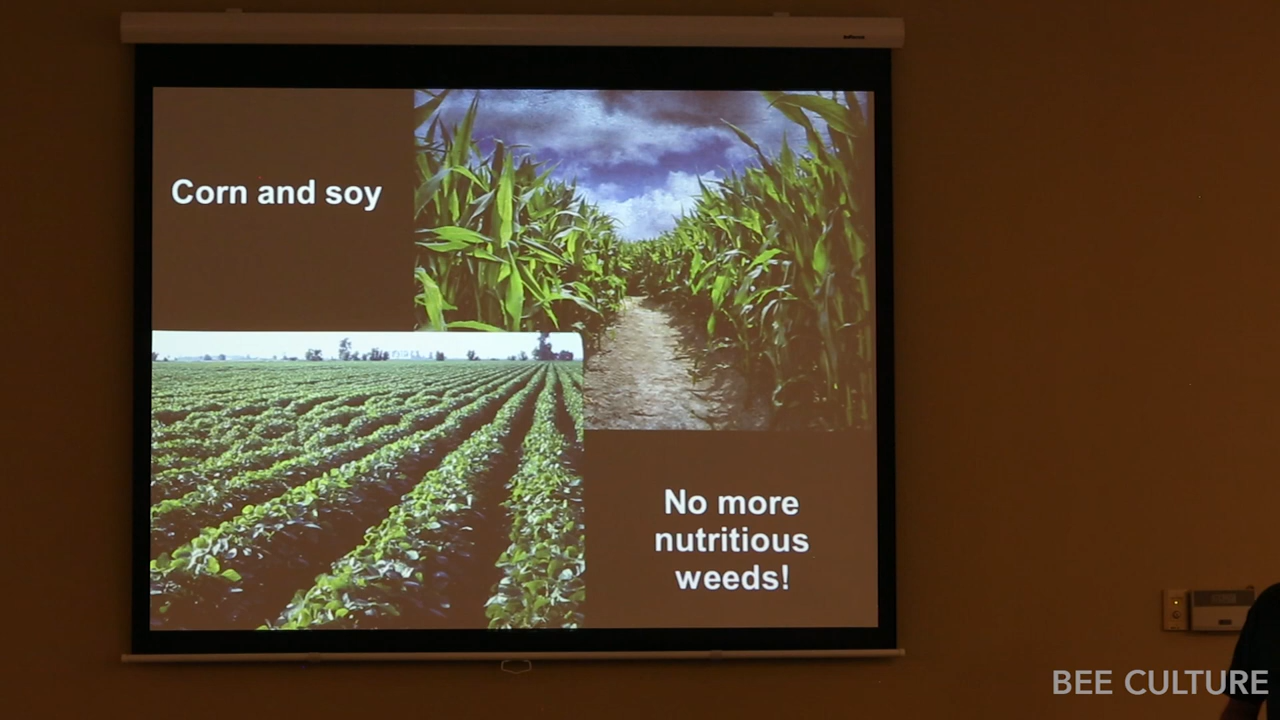 Corn and soy
No more
nutritious
weeds!
BEE CULTURE